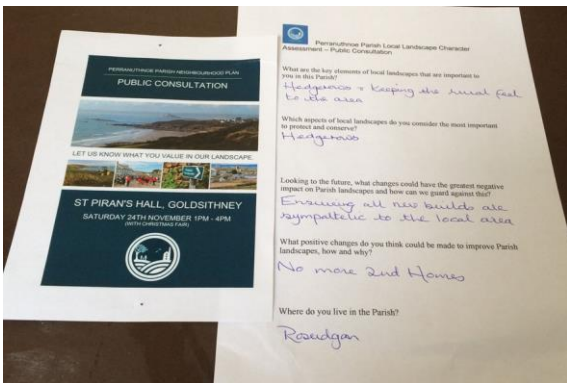 PERRANUTHNOE PARISH NEIGHBOURHOOD PLAN
PUBLIC CONSULTATION
LET US KNOW WHAT YOU VALUE IN OUR LANDSCAPE
ST PIRAN'S HALL, GOLDSITHNEY
SATURDAY 24TH NOVEMBER 1PM - 4PM
(WITH CHRISTMAS FAIR)
Perranuthnoe Parish Local Landscape Character
Assessment – Public Consultation
What are the key elements of local landscapes that are important to
you in this Parish?
Hedgerows + Keeping the rural feel
to the area
Which aspects of local landscapes do you consider the most important
to protect and conserve?
Hedgerows
Looking to the future, what changes could have the greatest negative
impact on Parish landscapes and how can we guard against this?
Ensuring all new builds are
sympathetic to the local area
What positive changes do you think could be made to improve Parish
landscapes, how and why?
No more 2nd Homes
Where do you live in the Parish?
Rosudgan